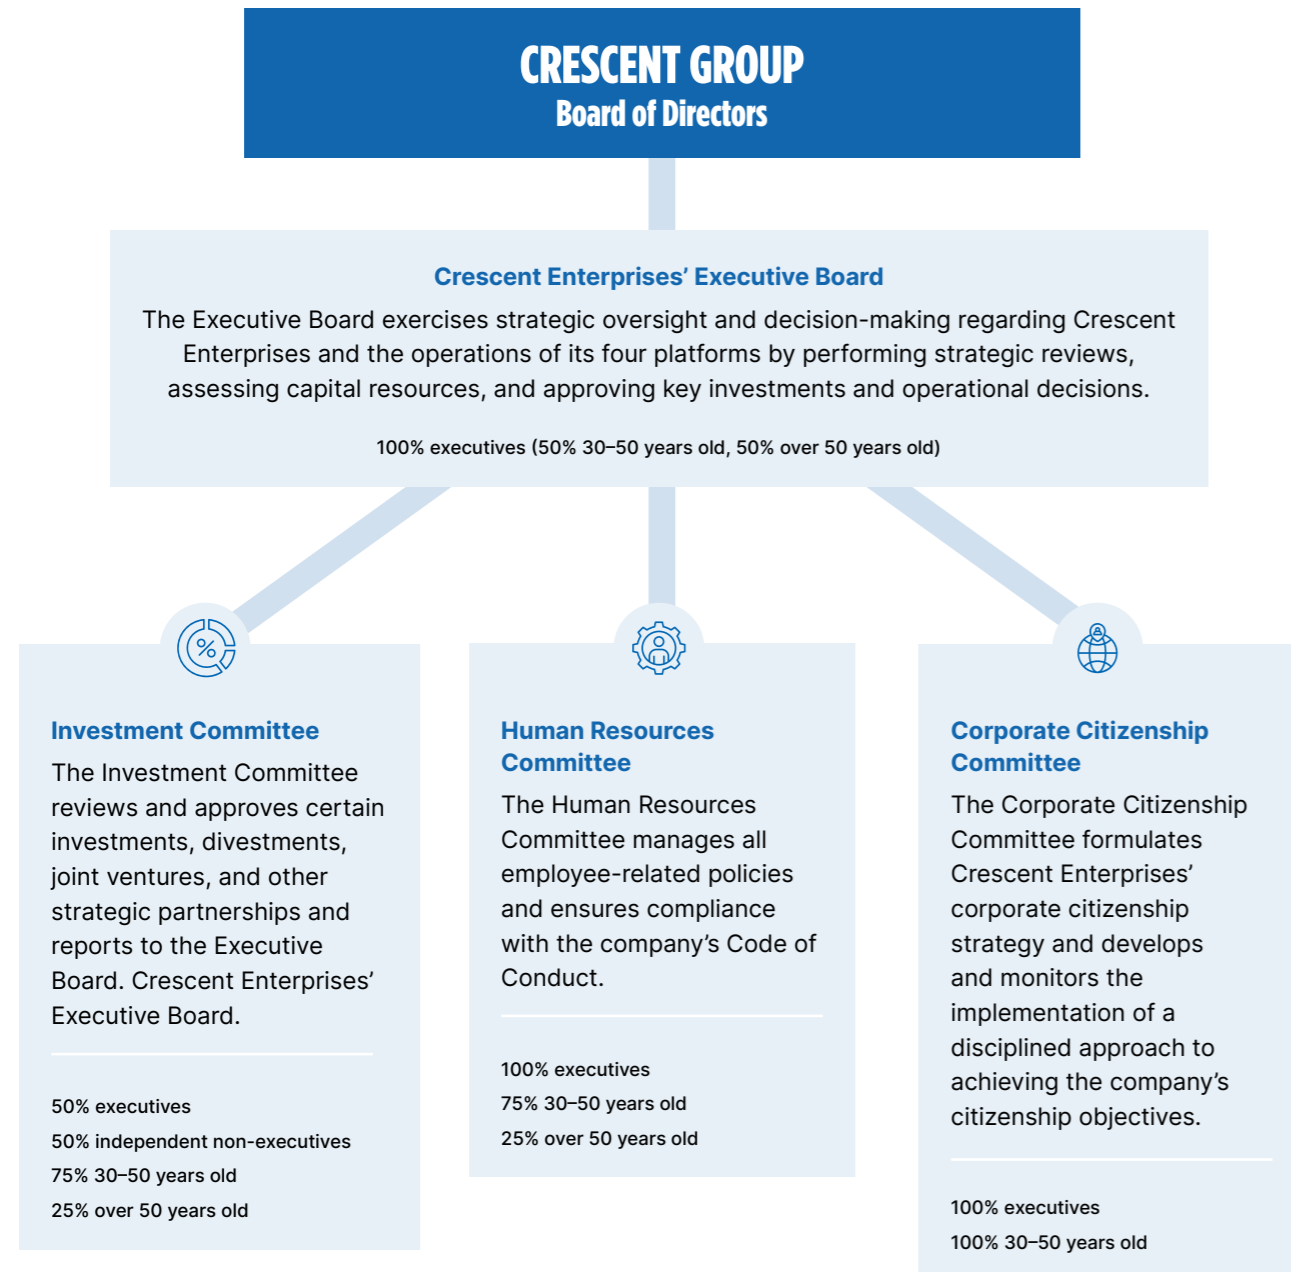 CRESCENT GROUP
Board of Directors
Crescent Enterprises’ Executive Board
The Executive Board exercises strategic oversight and decision-making regarding Crescent
Enterprises and the operations of its four platforms by performing strategic reviews,
assessing capital resources, and approving key investments and operational decisions.
100% executives (50% 30–50 years old, 50% over 50 years old)
%
Investment Committee
The Investment Committee
reviews and approves certain
investments, divestments,
joint ventures, and other
strategic partnerships and
reports to the Executive
Board. Crescent Enterprises’
Executive Board.
50% executives
50% independent non-executives
75% 30–50 years old
25% over 50 years old
Human Resources
Committee
The Human Resources
Committee manages all
employee-related policies
and ensures compliance
with the company’s Code of
Conduct.
100% executives
75% 30–50 years old
25% over 50 years old
Corporate Citizenship
Committee
The Corporate Citizenship
Committee formulates
Crescent Enterprises’
corporate citizenship
strategy and develops
and monitors the
implementation of a
disciplined approach to
achieving the company’s
citizenship objectives.
100% executives
100% 30–50 years old